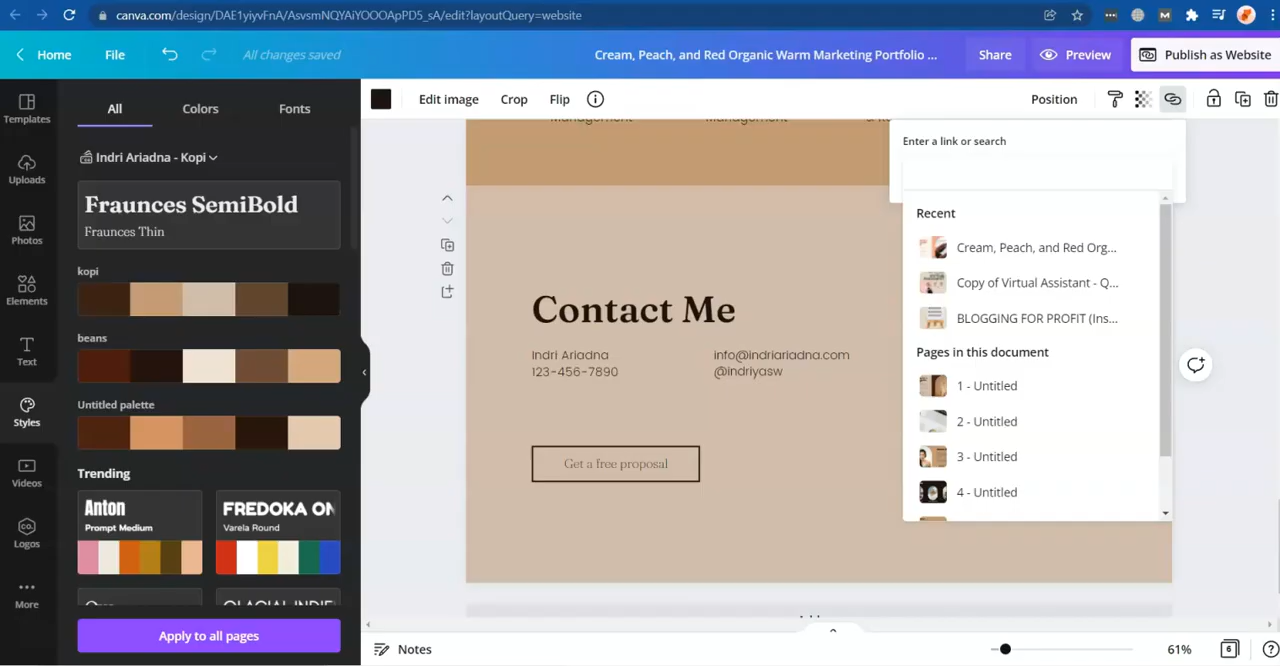 canva.com/design/DAE1yiyvFnA/AsvsmNQYAiYOOOApPD5_sA/edit?layoutQuery=website
Home
File
All changes saved
Cream, Peach, and Red Organic Warm Marketing Portfolio ...
Share
Preview
Publish as Website
Templates
Uploads
Photos
Elements
Text
Styles
Videos
Logos
More
All
Colors
Fonts
Indri Ariadna - Kopi
Fraunces SemiBold
Fraunces Thin
kopi
beans
Untitled palette
Trending
Anton
Prompt Medium
FREDOKA ON
Varela Round
GLACIAL INDIE
Apply to all pages
Edit image
Crop
Flip
Position
Management
Management
Enter a link or search
Recent
Cream, Peach, and Red Org...
Copy of Virtual Assistant - Q...
BLOGGING FOR PROFIT (Ins...
Pages in this document
1 - Untitled
2 - Untitled
3 - Untitled
4 - Untitled
Contact Me
Indri Ariadna
123-456-7890
info@indriariadna.com
@indriyasw
Get a free proposal
Notes
61%
6